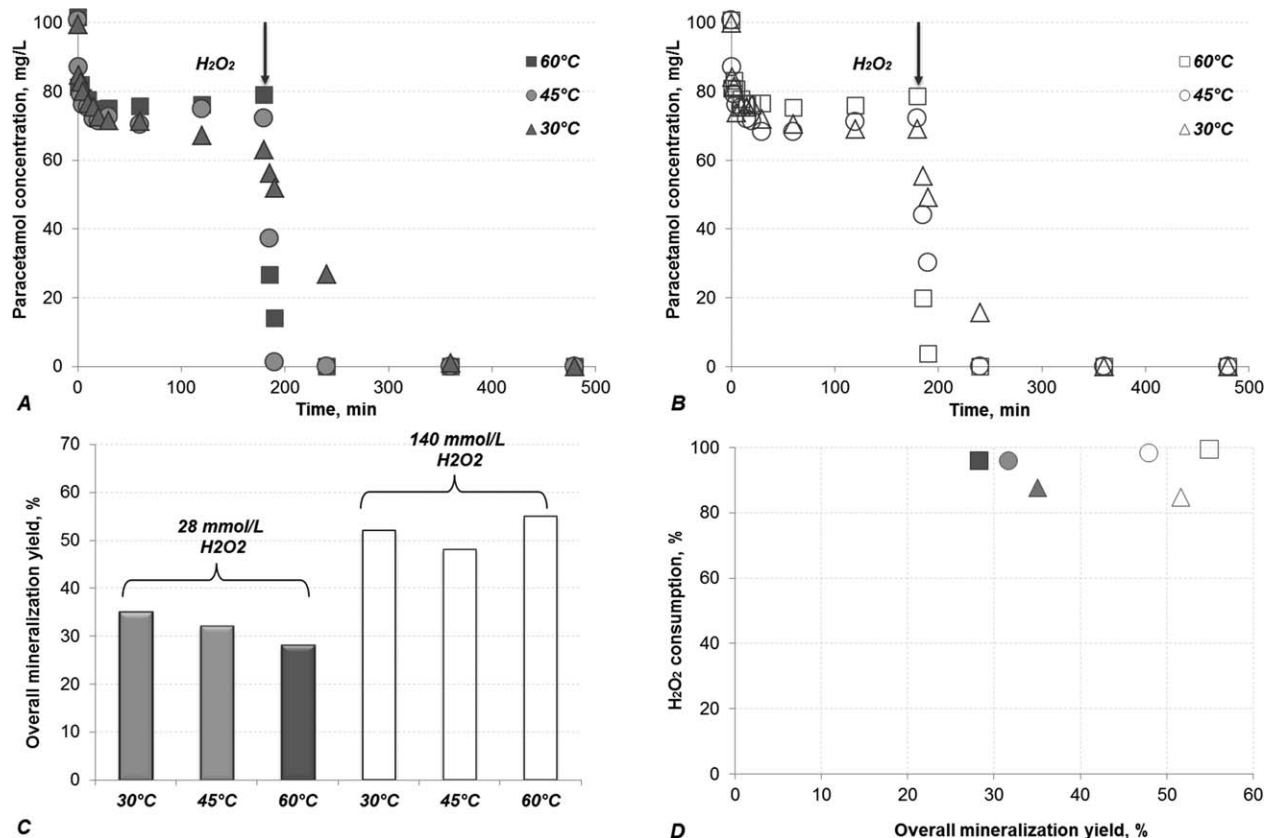 100
80
60
40
20
0
Paracetamol concentration, mg/L
H₂O₂
60°C
45°C
30°C
0
100
200
300
400
500
A
Time, min
100
80
60
40
20
0
Paracetamol concentration, mg/L
H₂O₂
60°C
45°C
30°C
0
100
200
300
400
500
B
Time, min
70
60
50
40
30
20
10
0
Overall mineralization yield, %
28 mmol/L
H2O2
140 mmol/L
H2O2
30°C
45°C
60°C
30°C
45°C
60°C
C
100
80
60
40
20
0
H₂O₂ consumption, %
0
10
20
30
40
50
60
D
Overall mineralization yield, %